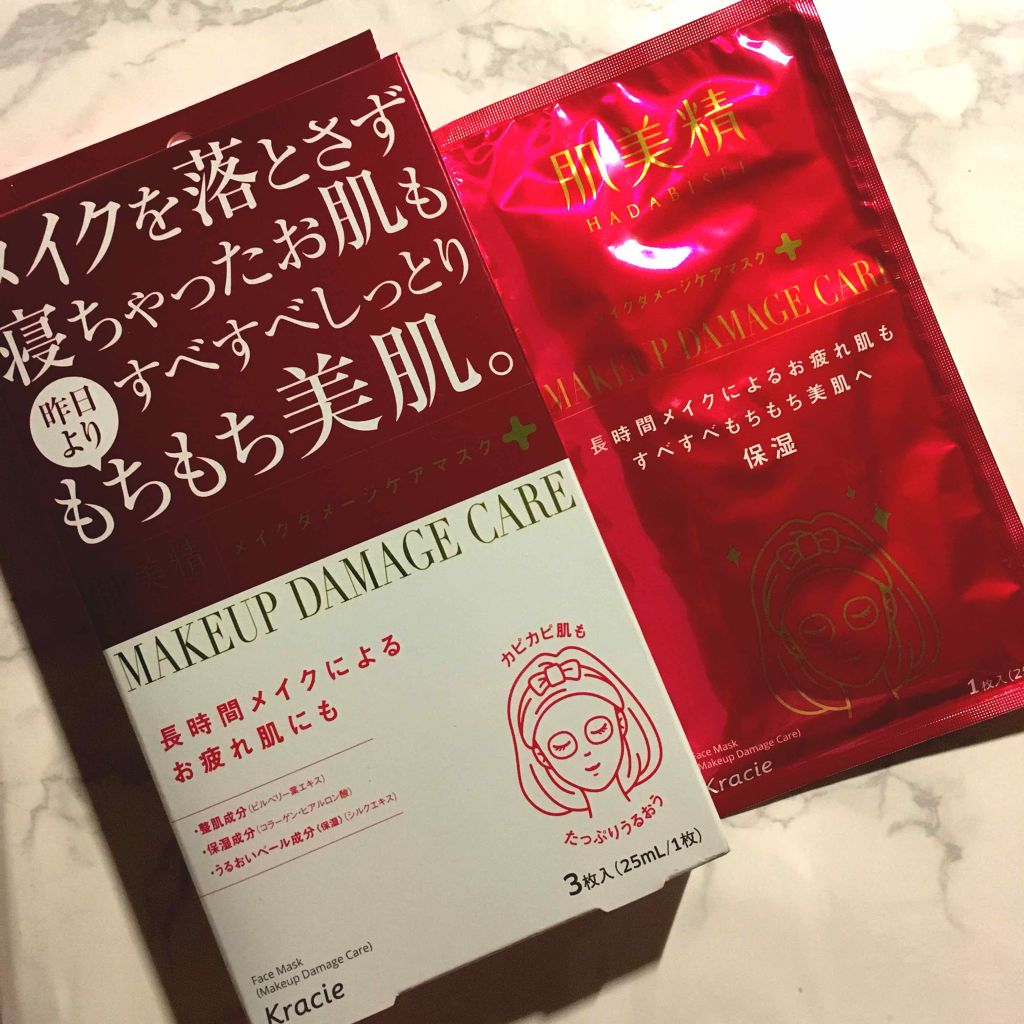 メイクを落とさず
寝ちゃったお肌も
すべすべしっとり
昨日
より
もちもち美肌。
肌美精
メイクダメージケアマスク+
MAKEUP DAMAGE CARE
長時間メイクによる
お疲れ肌にも
・整肌成分(ビルベリー葉エキス)
・保湿成分(コラーゲン・ヒアルロン酸)
・うるおいベール成分〈保湿〉(シルクエキス)
カピカピ肌も
たっぷりうるおう
3枚入(25mL/1枚)
Face Mask
(Makeup Damage Care)
Kracie
肌美精
HADABISEI
メイクダメージケアマスク+
MAKEUP DAMAGE CARE
長時間メイクによるお疲れ肌も
すべすべもちもち美肌へ
保湿
1枚入(2
Face Mask
(Makeup Damage Care)
Kracie